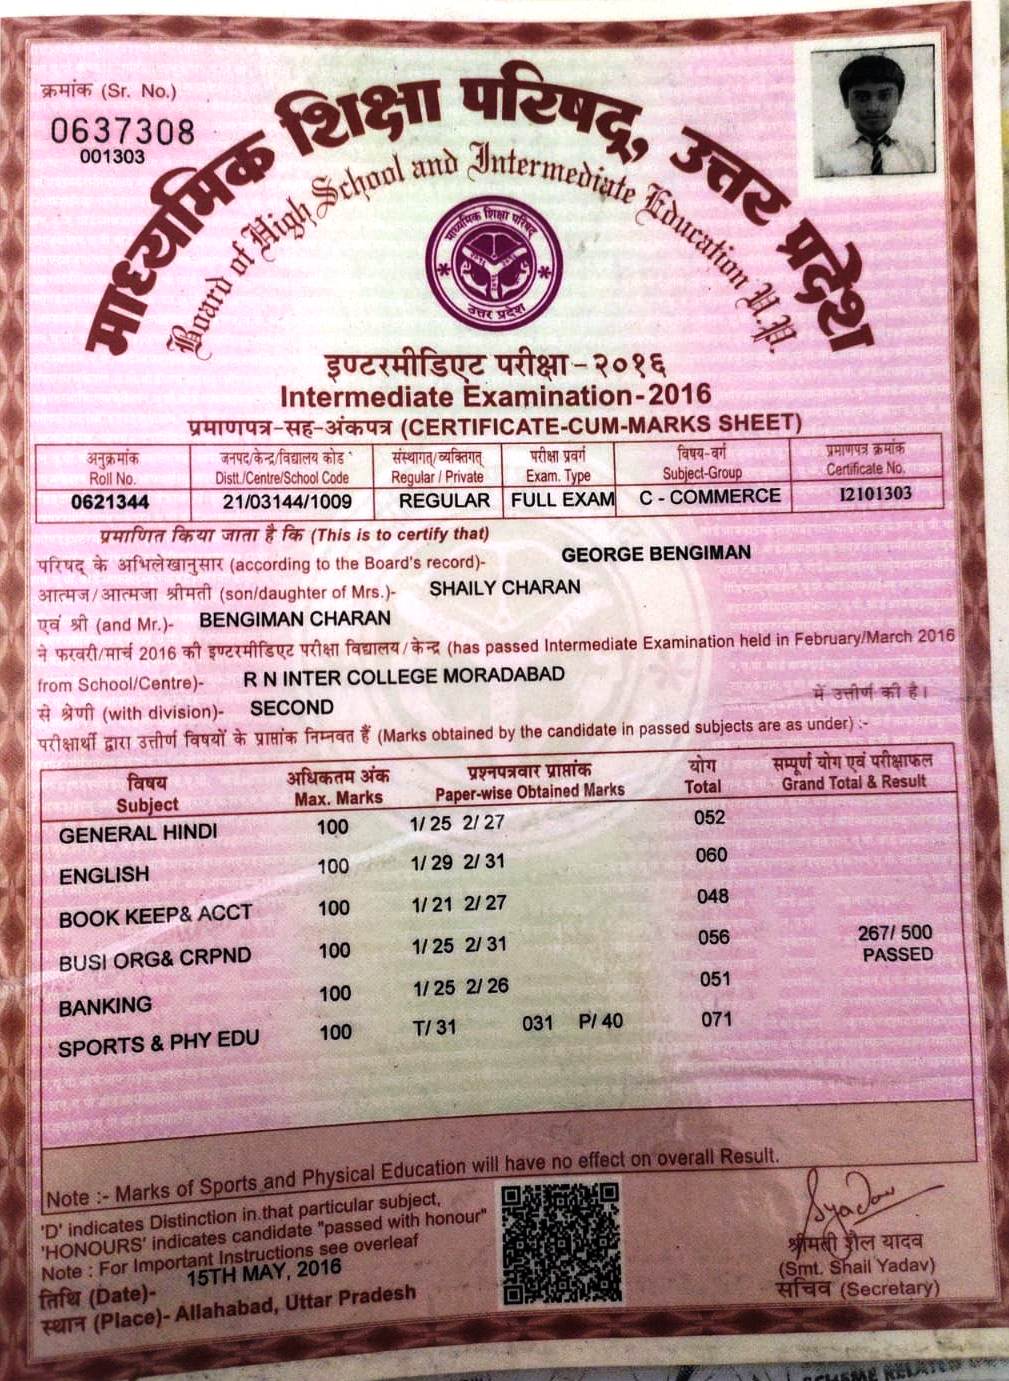 क्रमांक (Sr. No.)
0637308
001303
माध्यमिक शिक्षा परिषद्, उत्तर प्रदेश
Board of High School and Intermediate Education U.P.
माध्यमिक शिक्षा परिषद्
उत्तर प्रदेश
इण्टरमीडिएट परीक्षा-२०१६
Intermediate Examination-2016
प्रमाणपत्र-सह-अंकपत्र (CERTIFICATE-CUM-MARKS SHEET)
अनुक्रमांक जनपद/केन्द्र/विद्यालय कोड संस्थागत/व्यक्तिगत् परीक्षा प्रवर्ग विषय-वर्ग प्रमाणपत्र क्रमांक
Roll No. Distt./Centre/School Code Regular / Private Exam. Type Subject-Group Certificate No.
0621344 21/03144/1009 REGULAR FULL EXAM C - COMMERCE I2101303
प्रमाणित किया जाता है कि (This is to certify that)
परिषद् के अभिलेखानुसार (according to the Board's record)- GEORGE BENGIMAN
आत्मज/आत्मजा श्रीमती (son/daughter of Mrs.)- SHAILY CHARAN
एवं श्री (and Mr.)- BENGIMAN CHARAN
ने फरवरी/मार्च 2016 की इण्टरमीडिएट परीक्षा विद्यालय/केन्द्र (has passed Intermediate Examination held in February/March 2016
from School/Centre)- R N INTER COLLEGE MORADABAD
में उत्तीर्ण की है।
से श्रेणी (with division)- SECOND
परीक्षार्थी द्वारा उत्तीर्ण विषयों के प्राप्तांक निम्नवत हैं (Marks obtained by the candidate in passed subjects are as under) :-
विषय अधिकतम अंक प्रश्नपत्रवार प्राप्तांक योग सम्पूर्ण योग एवं परीक्षाफल
Subject Max. Marks Paper-wise Obtained Marks Total Grand Total & Result
GENERAL HINDI 100 1/ 25 2/ 27 052
ENGLISH 100 1/ 29 2/ 31 060
BOOK KEEP& ACCT 100 1/ 21 2/ 27 048
BUSI ORG& CRPND 100 1/ 25 2/ 31 056 267/ 500
PASSED
BANKING 100 1/ 25 2/ 26 051
SPORTS & PHY EDU 100 T/ 31 031 P/ 40 071
Note :- Marks of Sports and Physical Education will have no effect on overall Result.
'D' indicates Distinction in that particular subject,
'HONOURS' indicates candidate "passed with honour"
Note : For Important Instructions see overleaf
तिथि (Date)- 15TH MAY, 2016
स्थान (Place)- Allahabad, Uttar Pradesh
Syadav
श्रीमती शैल यादव
(Smt. Shail Yadav)
सचिव (Secretary)
SCHEME RELATED